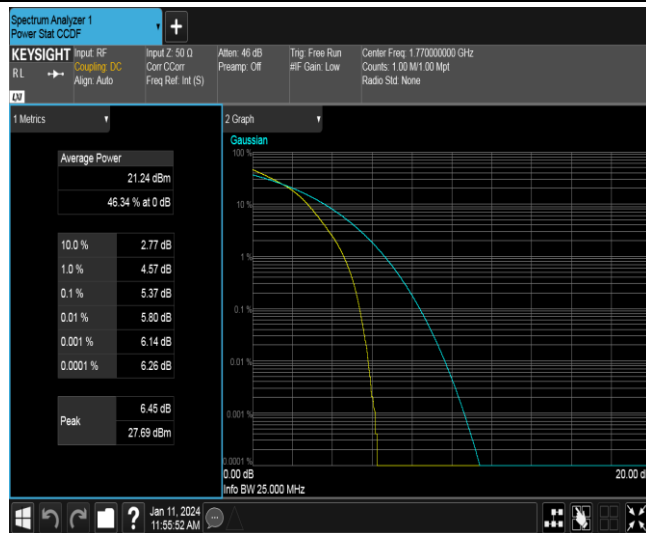 Spectrum Analyzer 1
Power Stat CCDF
+
KEYSIGHT
RL
LXI
Input: RF
Coupling: DC
Align: Auto
Input Z: 50 Ω
Corr CCorr
Freq Ref: Int (S)
Atten: 46 dB
Preamp: Off
Trig: Free Run
#IF Gain: Low
Center Freq: 1.770000000 GHz
Counts: 1.00 M/1.00 Mpt
Radio Std: None
1 Metrics
Average Power
21.24 dBm
46.34 % at 0 dB
10.0 % 2.77 dB
1.0 % 4.57 dB
0.1 % 5.37 dB
0.01 % 5.80 dB
0.001 % 6.14 dB
0.0001 % 6.26 dB
Peak
6.45 dB
27.69 dBm
2 Graph
Gaussian
100 %
10 %
1 %
0.1 %
0.01 %
0.001 %
0.0001 %
0.00 dB
20.00 d
Info BW 25.000 MHz
?
Jan 11, 2024
11:55:52 AM